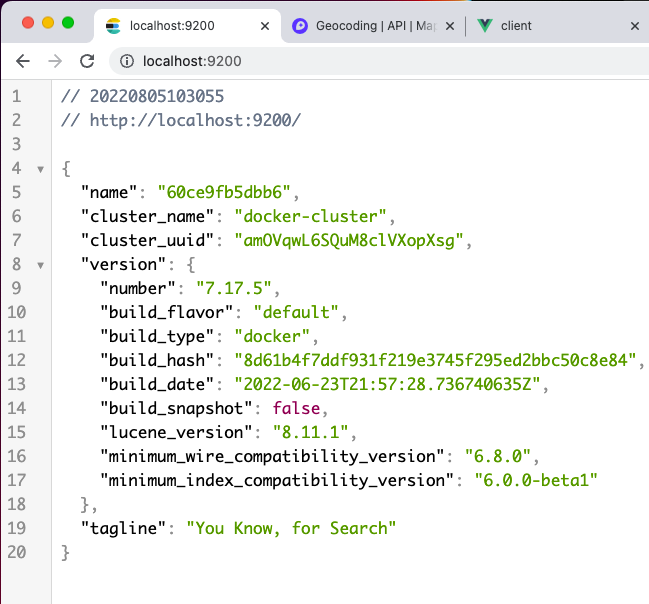 localhost:9200
Geocoding | API | Map
client
localhost:9200
1 // 20220805103055
2 // http://localhost:9200/
3
4 {
5 "name": "60ce9fb5dbb6",
6 "cluster_name": "docker-cluster",
7 "cluster_uuid": "amOVqwL6SQuM8clVXopXsg",
8 "version": {
9 "number": "7.17.5",
10 "build_flavor": "default",
11 "build_type": "docker",
12 "build_hash": "8d61b4f7ddf931f219e3745f295ed2bbc50c8e84",
13 "build_date": "2022-06-23T21:57:28.736740635Z",
14 "build_snapshot": false,
15 "lucene_version": "8.11.1",
16 "minimum_wire_compatibility_version": "6.8.0",
17 "minimum_index_compatibility_version": "6.0.0-beta1"
18 },
19 "tagline": "You Know, for Search"
20 }